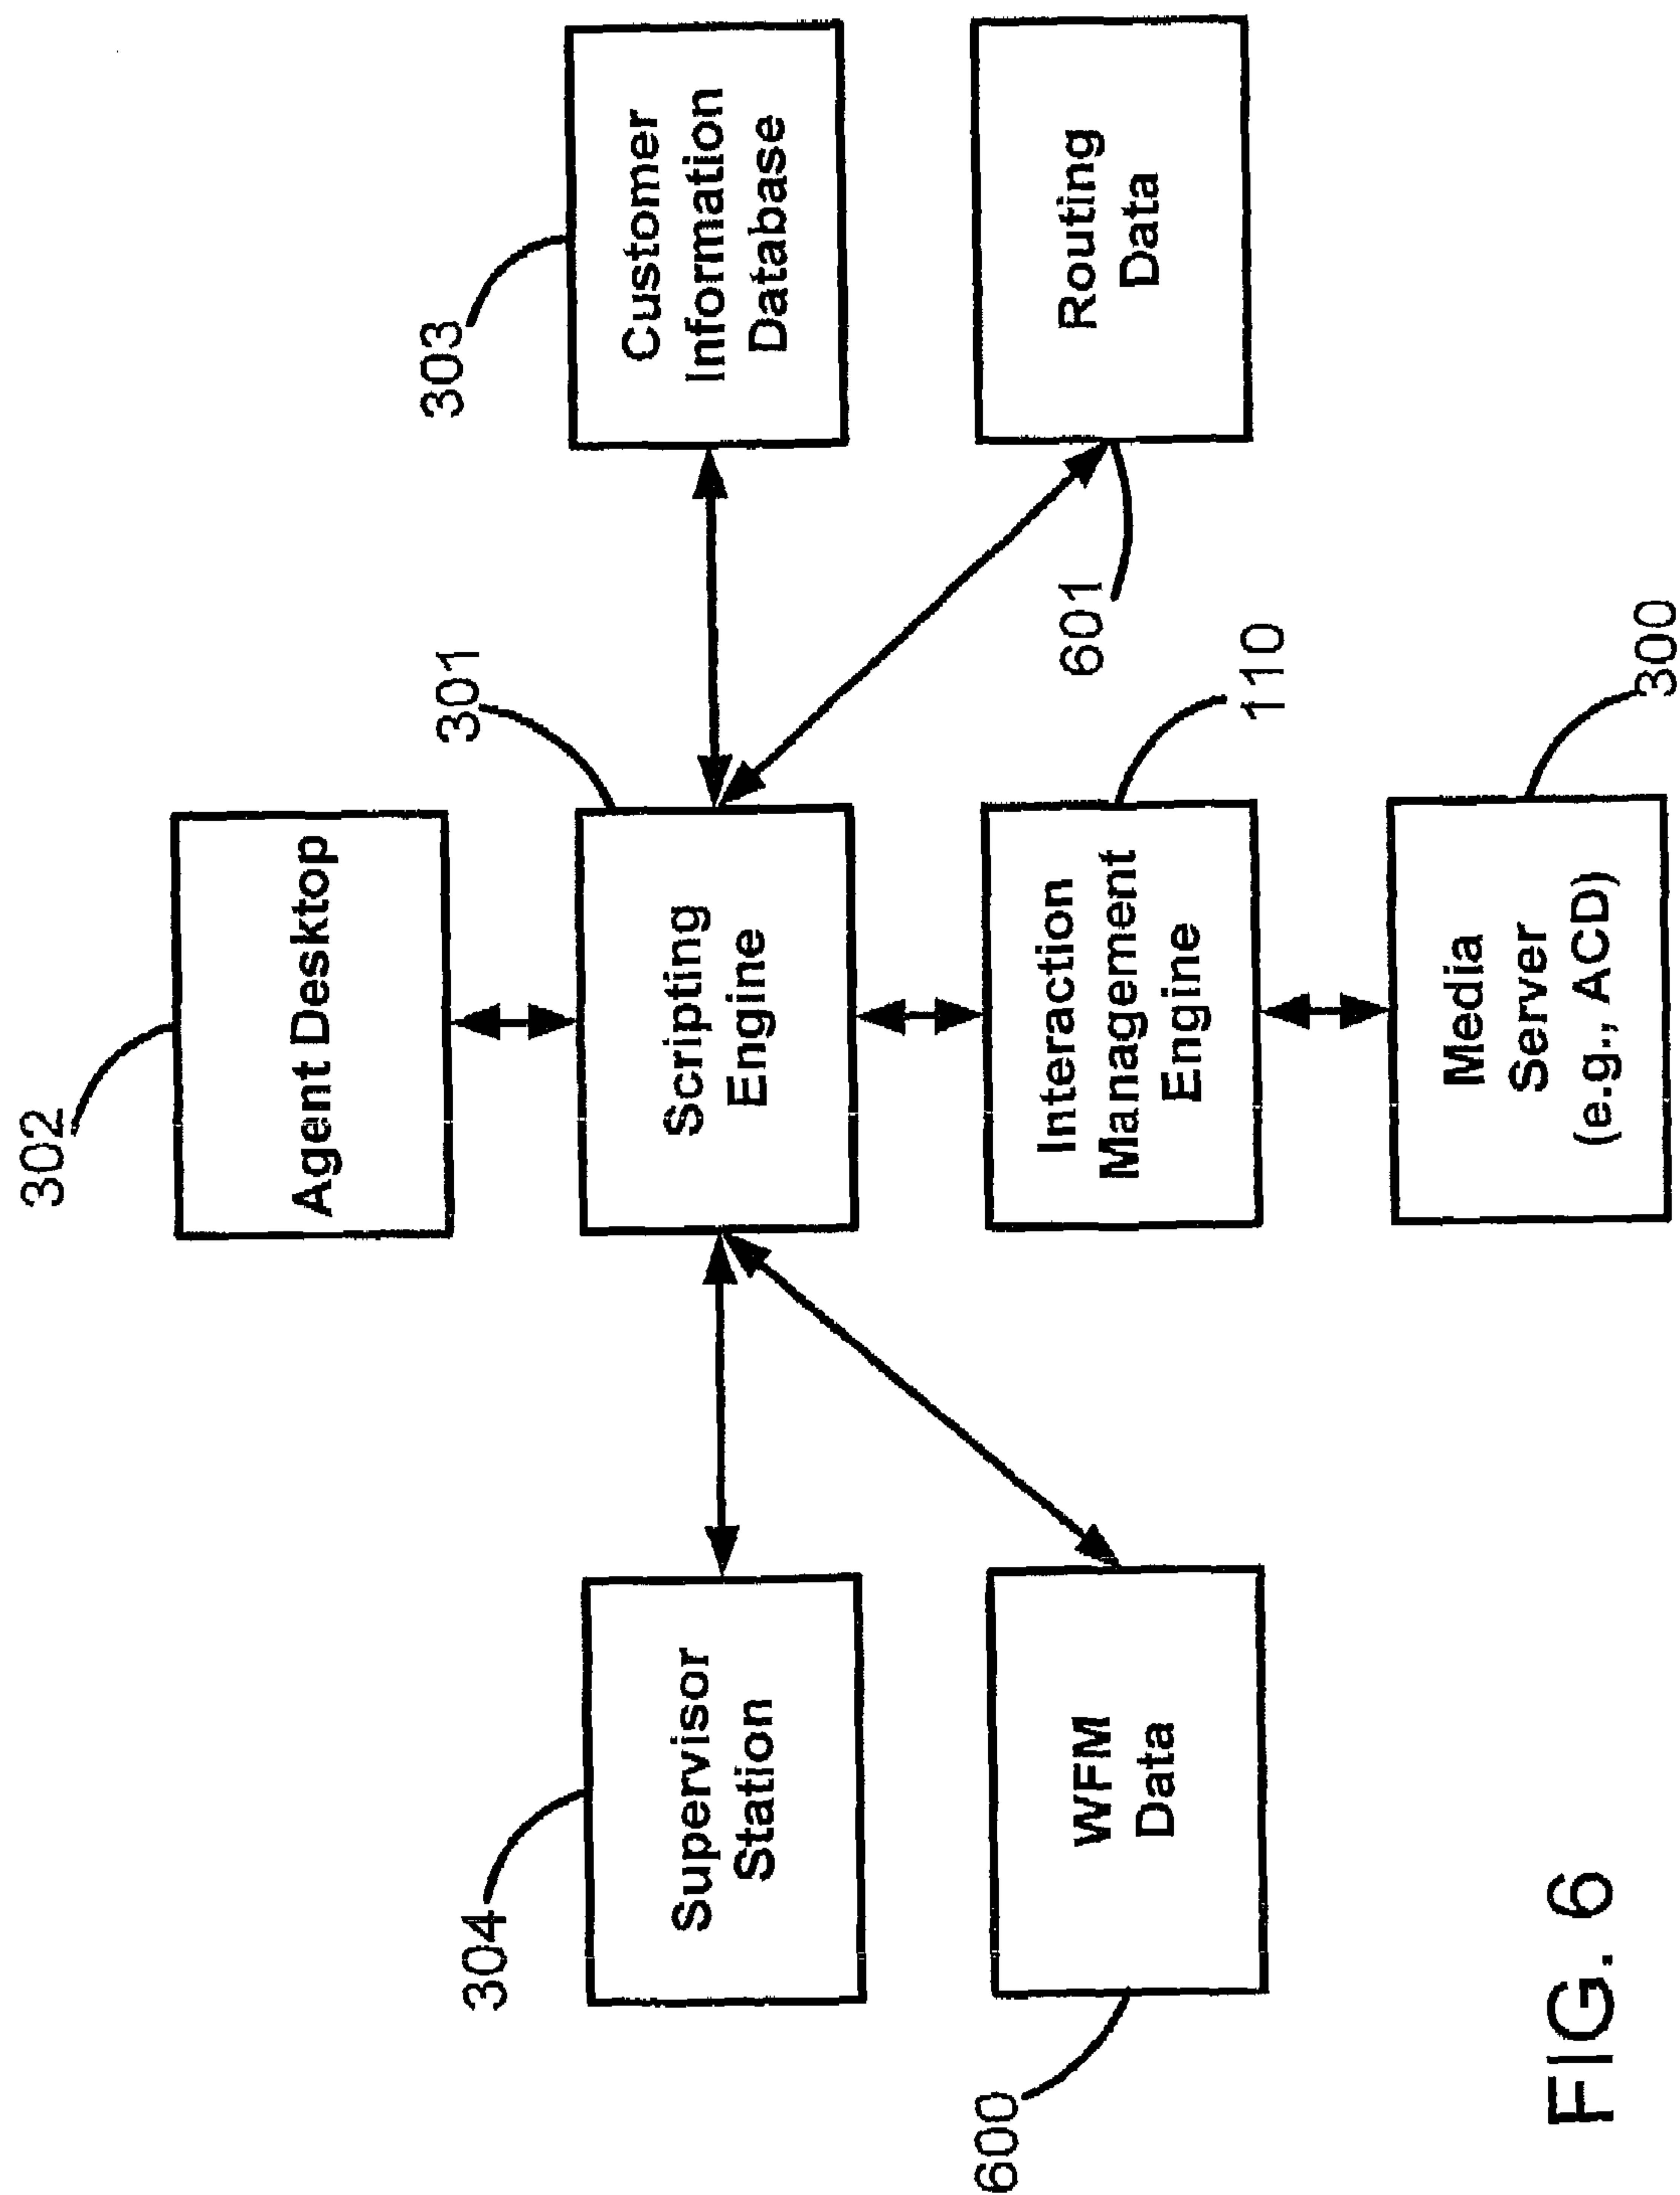 302
Agent Desktop
304
Supervisor
Station
301
Scripting
Engine
303
Customer
Information
Database
600
WFM
Data
110
Interaction
Management
Engine
601
Routing
Data
300
Media
Server
(e.g., ACD)
FIG. 6